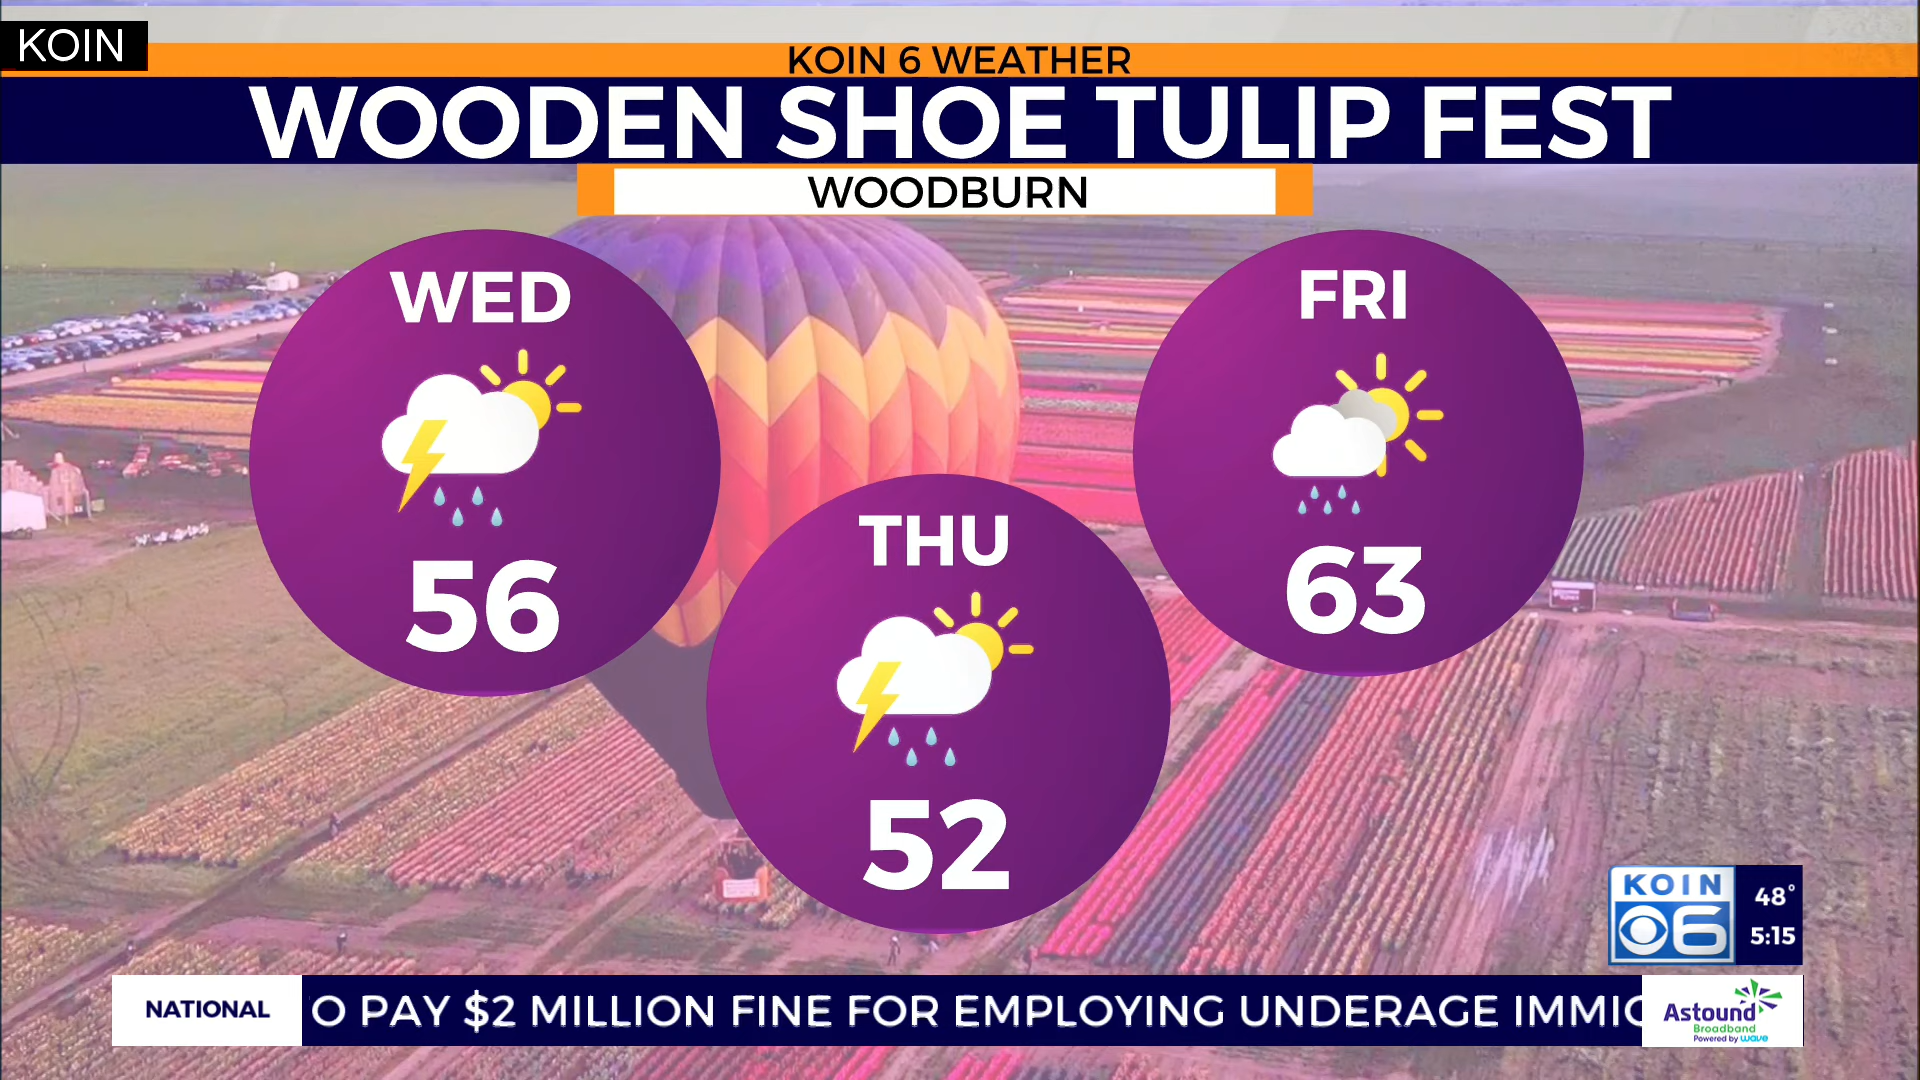 KOIN
KOIN 6 WEATHER
WOODEN SHOE TULIP FEST
WOODBURN
WED
56
THU
52
FRI
63
KOIN
6
48°
5:15
NATIONAL
O PAY $2 MILLION FINE FOR EMPLOYING UNDERAGE IMMIG
Astound
Broadband
Powered by wave